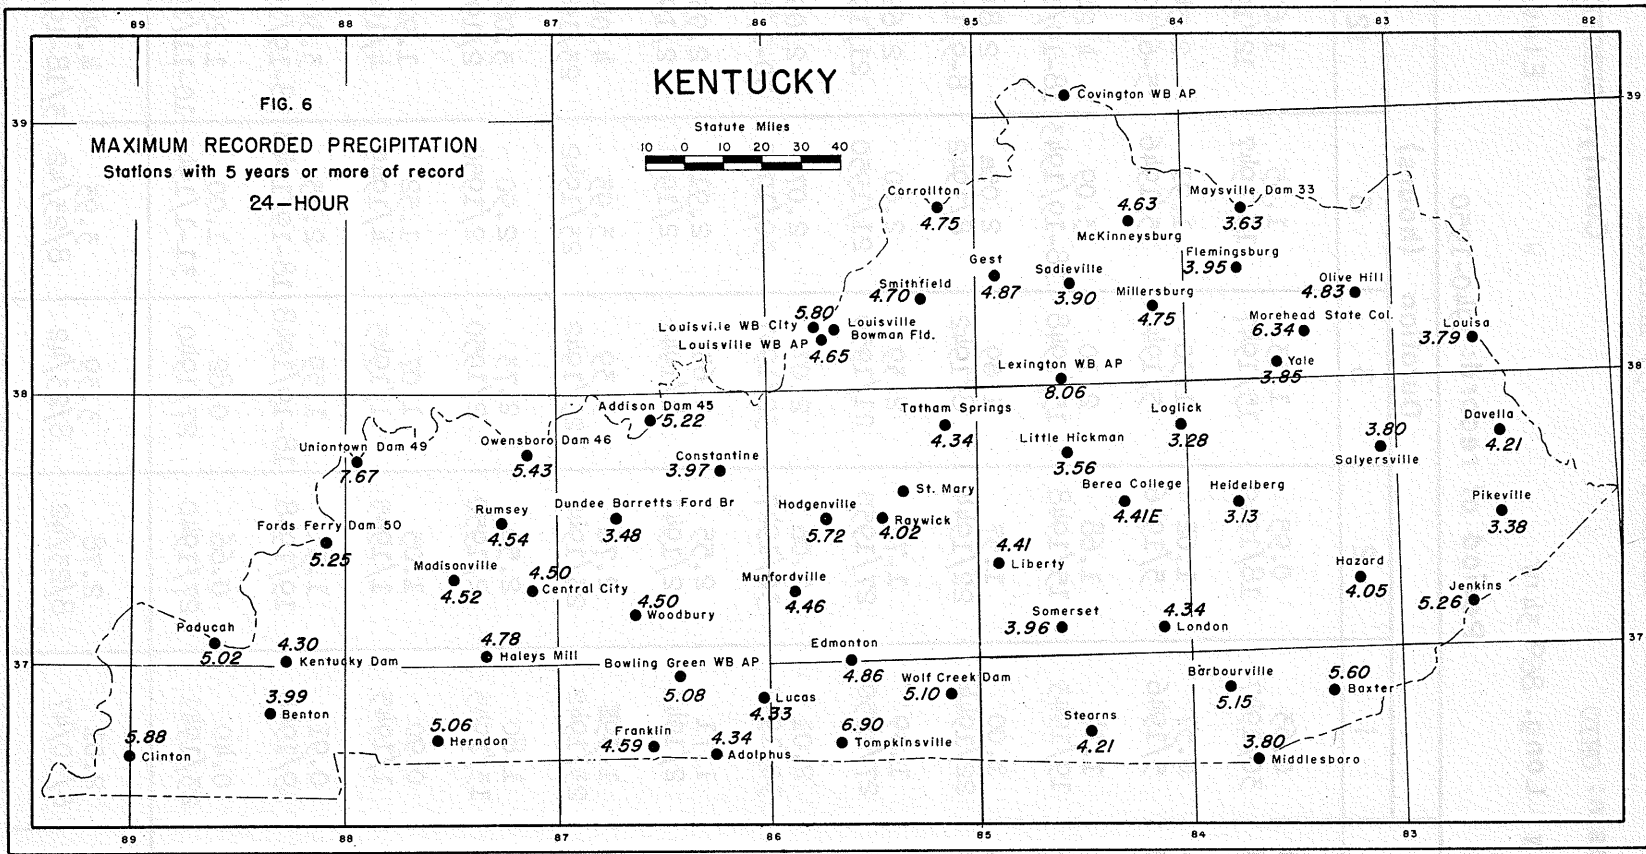 89 88 87 86 85 84 83 82
KENTUCKY
FIG. 6
MAXIMUM RECORDED PRECIPITATION
Stations with 5 years or more of record
24-HOUR
Statute Miles
10 0 10 20 30 40
39
39
Covington WB AP
Carrollton
4.75
4.63
McKinneysburg
Maysville Dam 33
3.63
Flemingsburg
3.95
Gest
4.87
Sadieville
3.90
Smithfield
4.70
Millersburg
4.75
Olive Hill
4.83
Morehead State Col.
6.34
Louisa
3.79
5.80
Louisville WB City
Louisville
Bowman Fld.
Louisville WB AP
4.65
Lexington WB AP
8.06
Yale
3.85
38
38
Addison Dam 45
5.22
Tatham Springs
4.34
Loglick
3.28
Davella
4.21
Uniontown Dam 49
7.67
Owensboro Dam 46
5.43
Constantine
3.97
Little Hickman
3.56
3.80
Salyersville
St. Mary
Berea College
4.41E
Heidelberg
3.13
Pikeville
3.38
Fords Ferry Dam 50
5.25
Rumsey
4.54
Dundee Barretts Ford Br
3.48
Hodgenville
5.72
Raywick
4.02
Madisonville
4.52
4.50
Central City
Munfordville
4.46
4.41
Liberty
Hazard
4.05
Jenkins
5.26
4.50
Woodbury
Somerset
3.96
4.34
London
Paducah
5.02
4.30
Kentucky Dam
4.78
Haleys Mill
Bowling Green WB AP
5.08
Edmonton
4.86
37
37
Wolf Creek Dam
5.10
Lucas
4.33
Barbourville
5.15
5.60
Baxter
3.99
Benton
5.88
Clinton
5.06
Herndon
Franklin
4.59
4.34
Adolphus
6.90
Tompkinsville
Stearns
4.21
3.80
Middlesboro
89 88 87 86 85 84 83